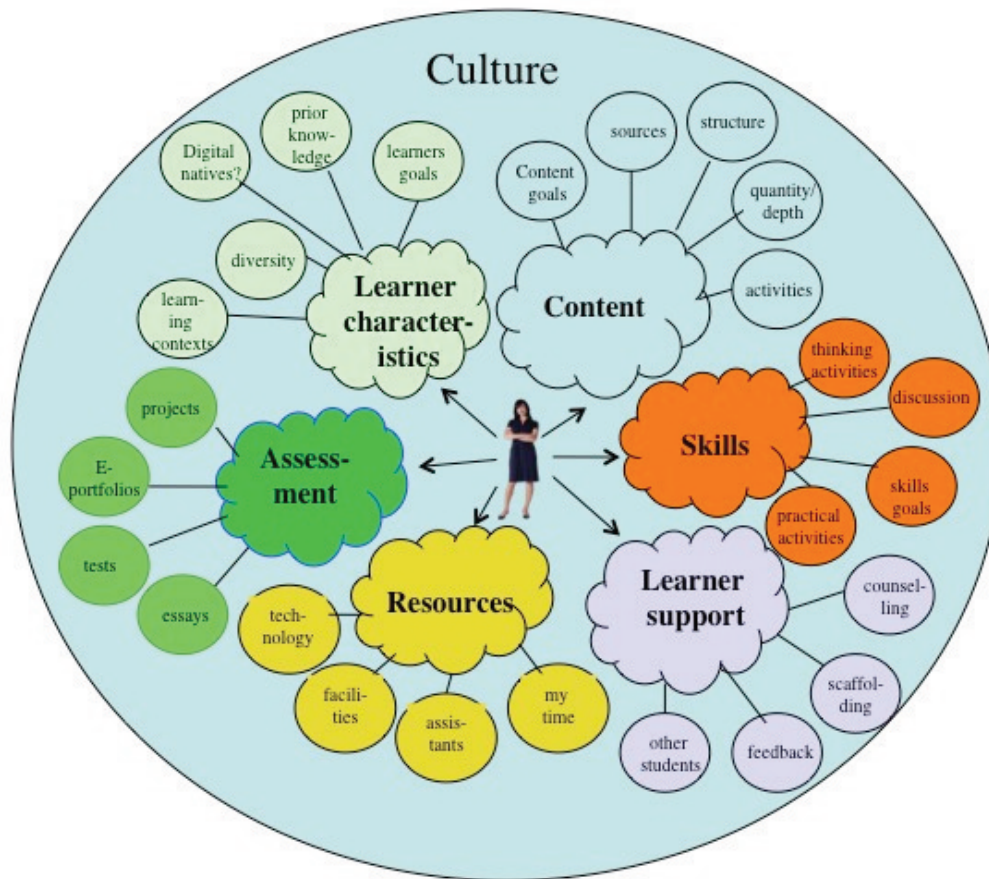 Culture
prior
know-
ledge
Digital
natives?
learners
goals
diversity
learn-
ing
contexts
Learner
character-
istics
sources
structure
Content
goals
quantity/
depth
activities
Content
thinking
activities
discussion
skills
goals
practical
activities
Skills
projects
E-
portfolios
tests
essays
Assess-
ment
tech-
nology
facili-
ties
assis-
tants
my
time
Resources
Learner
support
counsel-
ling
scaffol-
ding
feedback
other
students